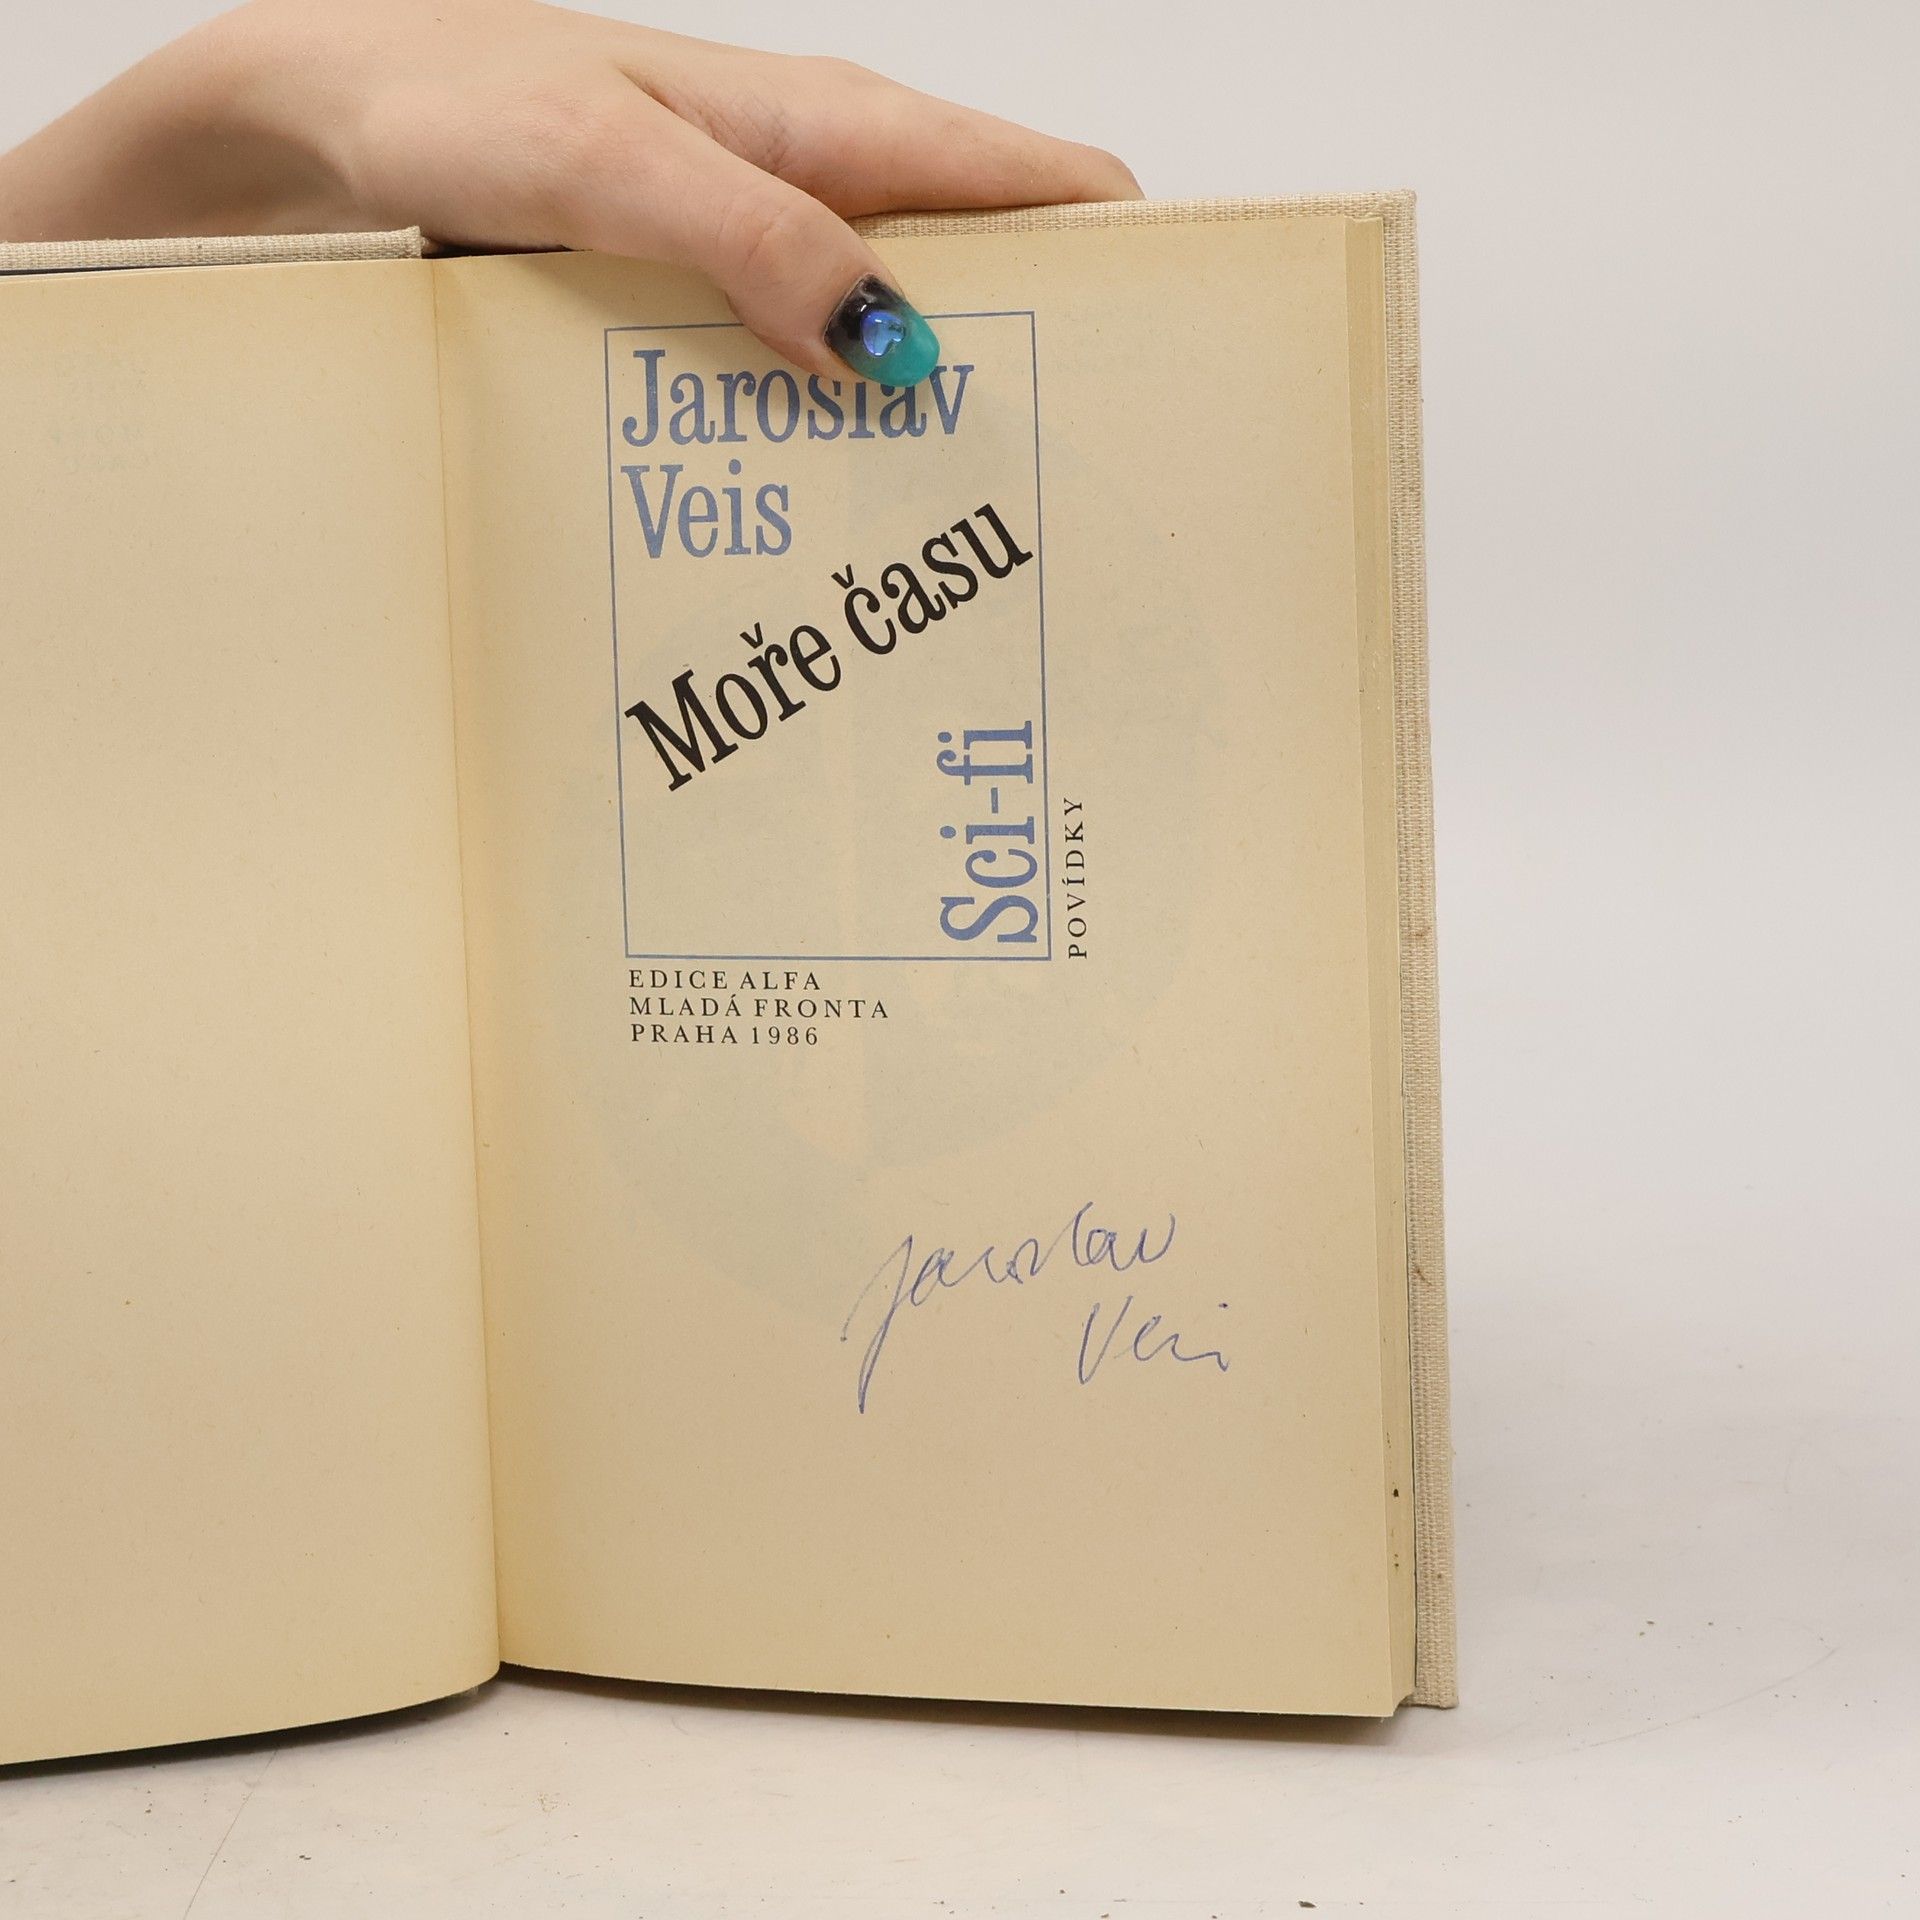 Jaroslav
Veis
Moře času
Sci-fi
POVÍDKY
EDICE ALFA
MLADÁ FRONTA
PRAHA 1986
Jaroslav
Veis